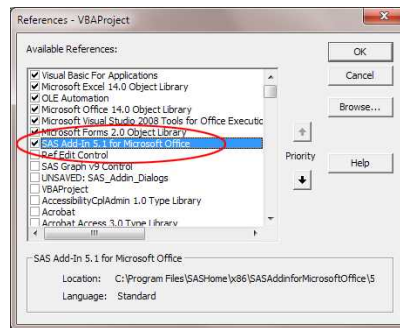 References - VBAProject
Available References:
OK
Visual Basic For Applications
Microsoft Excel 14.0 Object Library
Cancel
OLE Automation
Microsoft Office 14.0 Object Library
Browse...
Microsoft Visual Studio 2008 Tools for Office Executic
Microsoft Forms 2.0 Object Library
SAS Add-In 5.1 for Microsoft Office
Ref Edit Control
Priority
Help
SAS Graph v9 Control
UNSAVED: SAS_Addin_Dialogs
VBAProject
AccessibilityCplAdmin 1.0 Type Library
Acrobat
Acrobat Access 3.0 Type Library
SAS Add-In 5.1 for Microsoft Office
Location: C:\Program Files\SASHome\x86\SASAddinforMicrosoftOffice\5
Language: Standard